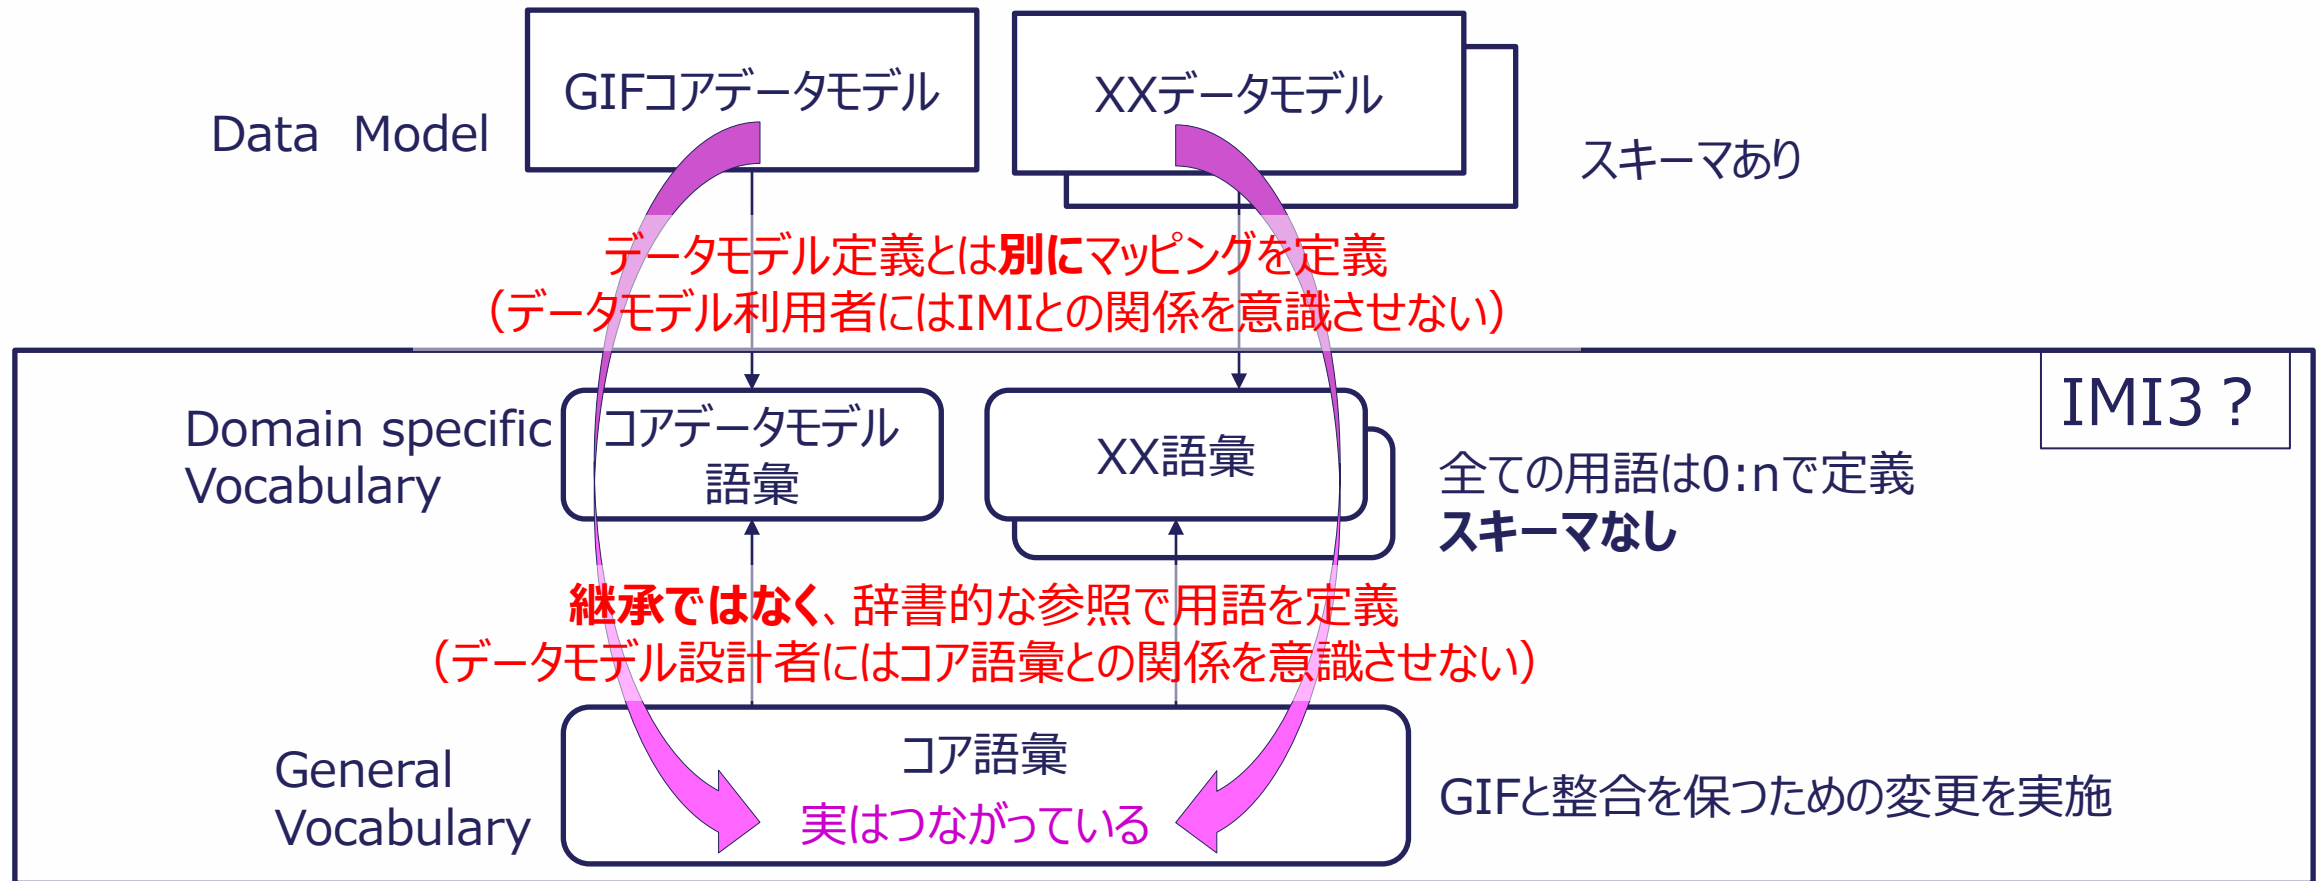 GIFコアデータモデル
XXデータモデル
Data Model
スキーマあり
データモデル定義とは別にマッピングを定義
（データモデル利用者にはIMIとの関係を意識させない）
IMI3？
Domain specific
Vocabulary
コアデータモデル
語彙
XX語彙
全ての用語は0:nで定義
スキーマなし
継承ではなく、辞書的な参照で用語を定義
（データモデル設計者にはコア語彙との関係を意識させない）
General
Vocabulary
コア語彙
実はつながっている
GIFと整合を保つための変更を実施